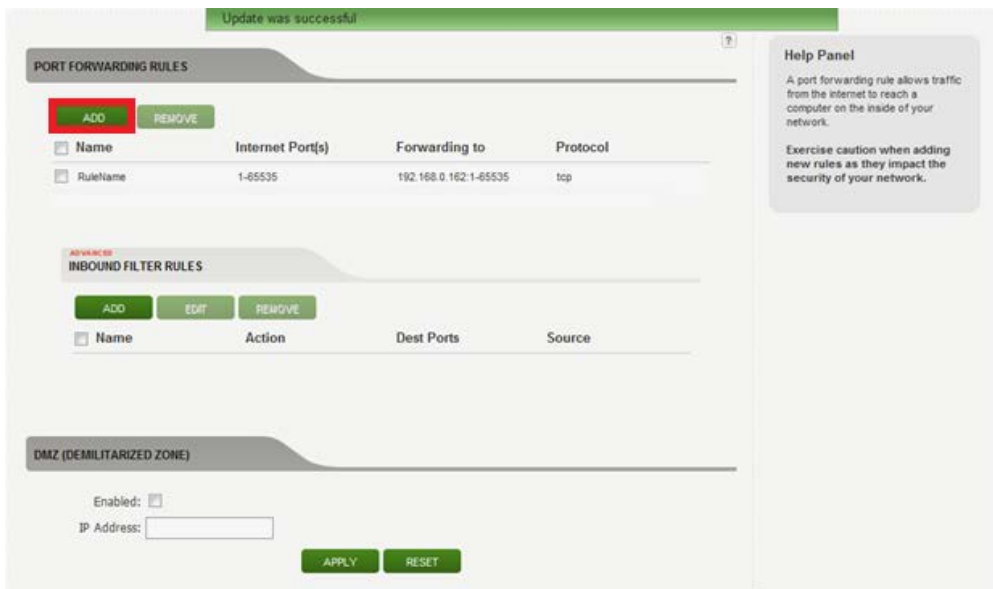 Update was successful
?
PORT FORWARDING RULES
ADD REMOVE
Name Internet Port(s) Forwarding to Protocol
RuleName 1-65535 192.168.0.162:1-65535 tcp
ADVANCED
INBOUND FILTER RULES
ADD EDIT REMOVE
Name Action Dest Ports Source
DMZ (DEMILITARIZED ZONE)
Enabled:
IP Address:
APPLY RESET
Help Panel
A port forwarding rule allows traffic
from the internet to reach a
computer on the inside of your
network.
Exercise caution when adding
new rules as they impact the
security of your network.